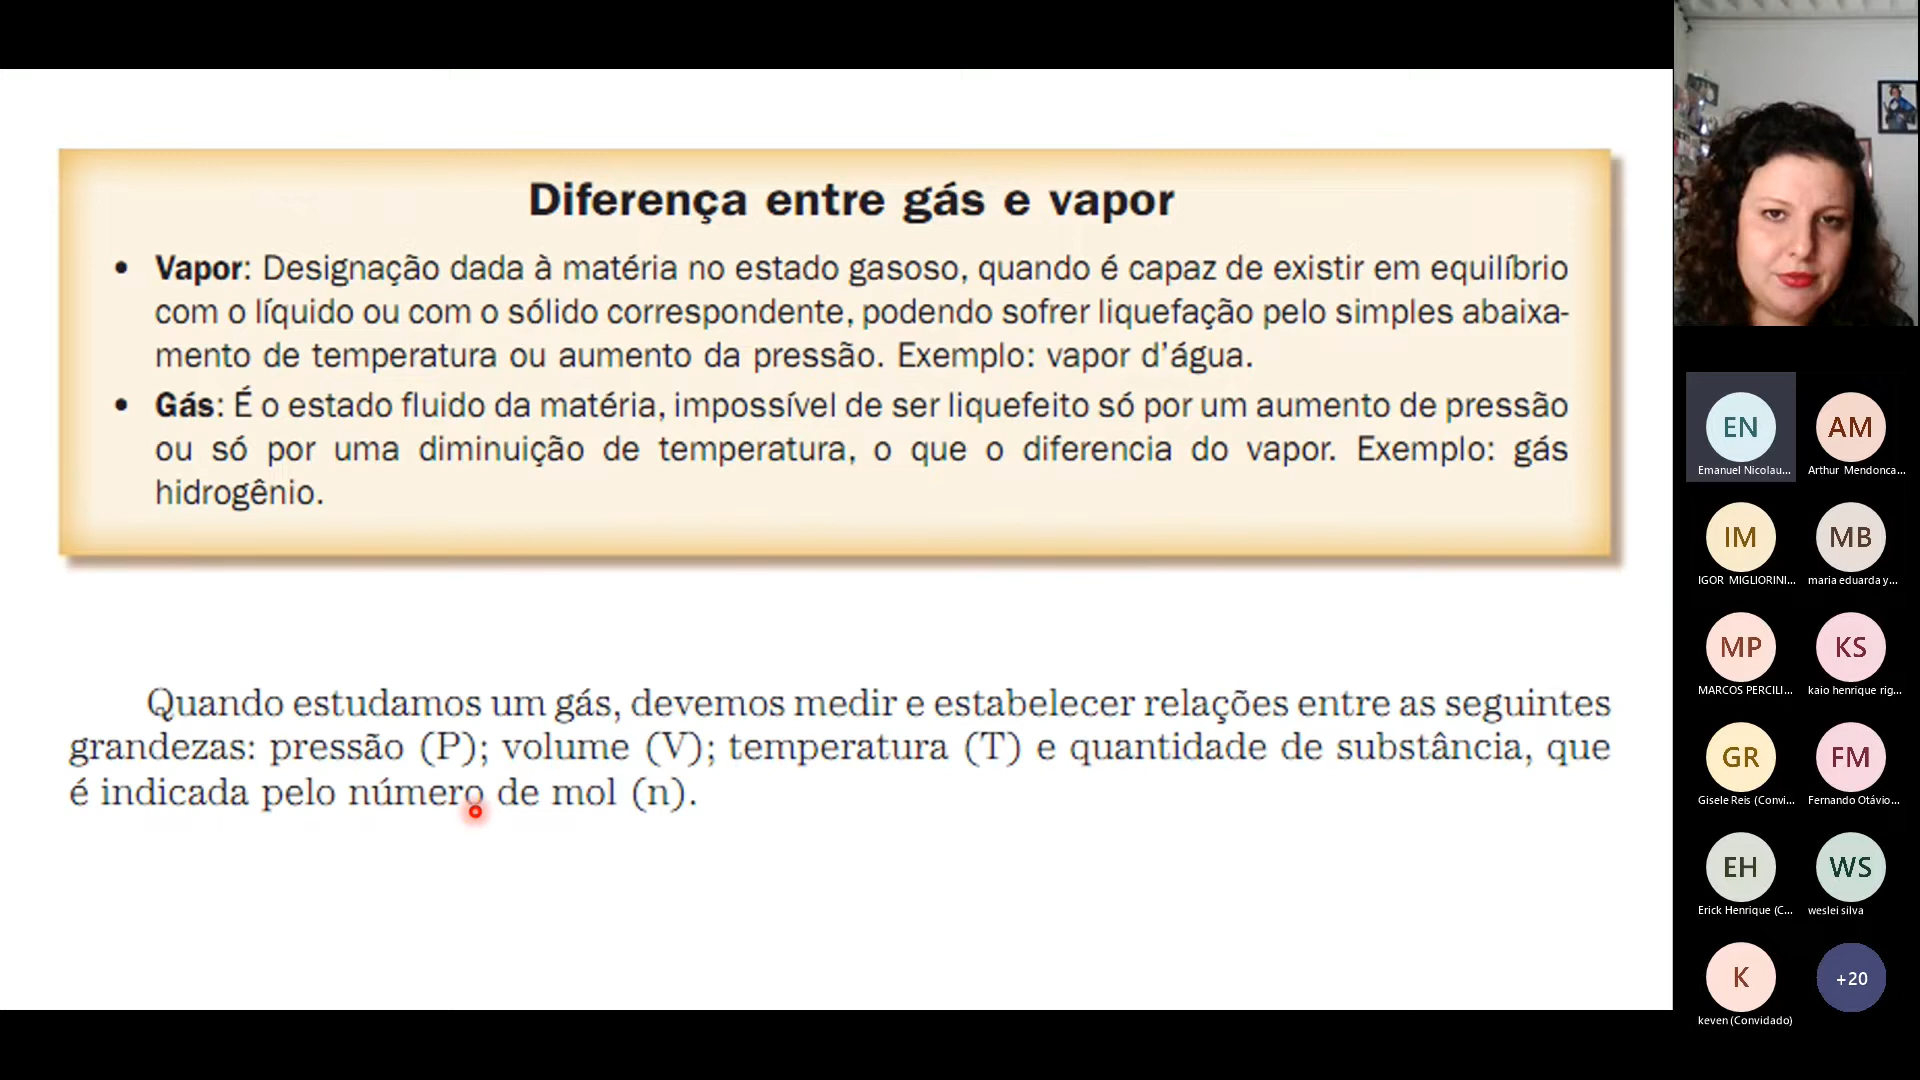 Diferença entre gás e vapor
• Vapor: Designação dada à matéria no estado gasoso, quando é capaz de existir em equilíbrio
com o líquido ou com o sólido correspondente, podendo sofrer liquefação pelo simples abaixa-
mento de temperatura ou aumento da pressão. Exemplo: vapor d’água.
• Gás: É o estado fluido da matéria, impossível de ser liquefeito só por um aumento de pressão
ou só por uma diminuição de temperatura, o que o diferencia do vapor. Exemplo: gás
hidrogênio.
Quando estudamos um gás, devemos medir e estabelecer relações entre as seguintes
grandezas: pressão (P); volume (V); temperatura (T) e quantidade de substância, que
é indicada pelo número de mol (n).
EN
Emanuel Nicolau...
AM
Arthur Mendonca...
IM
IGOR MIGLIORINI...
MB
maria eduarda y...
MP
MARCOS PERCILI...
KS
kaio henrique rig...
GR
Gisele Reis (Convi...
FM
Fernando Otávio...
EH
Erick Henrique (C...
WS
weslei silva
K
keven (Convidado)
+20